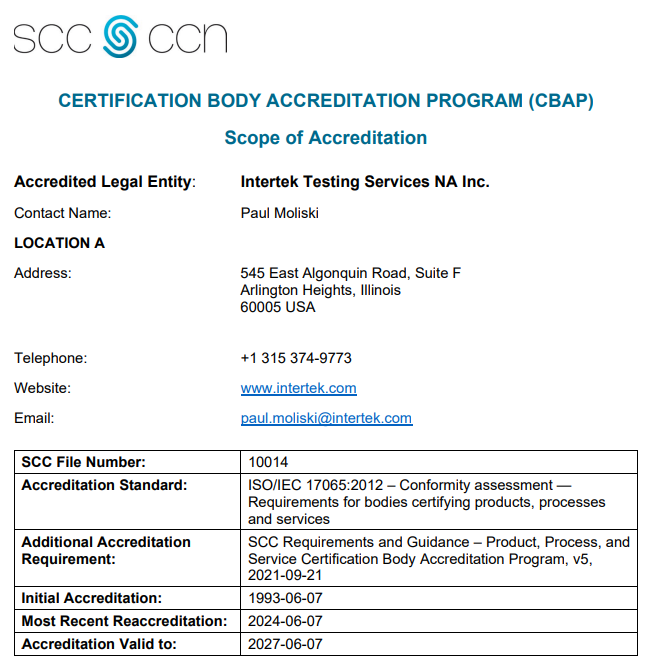 scc ccn
CERTIFICATION BODY ACCREDITATION PROGRAM (CBAP)
Scope of Accreditation
Accredited Legal Entity: Intertek Testing Services NA Inc.
Contact Name: Paul Moliski
LOCATION A
Address: 545 East Algonquin Road, Suite F
Arlington Heights, Illinois
60005 USA
Telephone: +1 315 374-9773
Website: www.intertek.com
Email: paul.moliski@intertek.com
SCC File Number: 10014
Accreditation Standard: ISO/IEC 17065:2012 – Conformity assessment —
Requirements for bodies certifying products, processes
and services
Additional Accreditation SCC Requirements and Guidance – Product, Process, and
Requirement: Service Certification Body Accreditation Program, v5,
2021-09-21
Initial Accreditation: 1993-06-07
Most Recent Reaccreditation: 2024-06-07
Accreditation Valid to: 2027-06-07